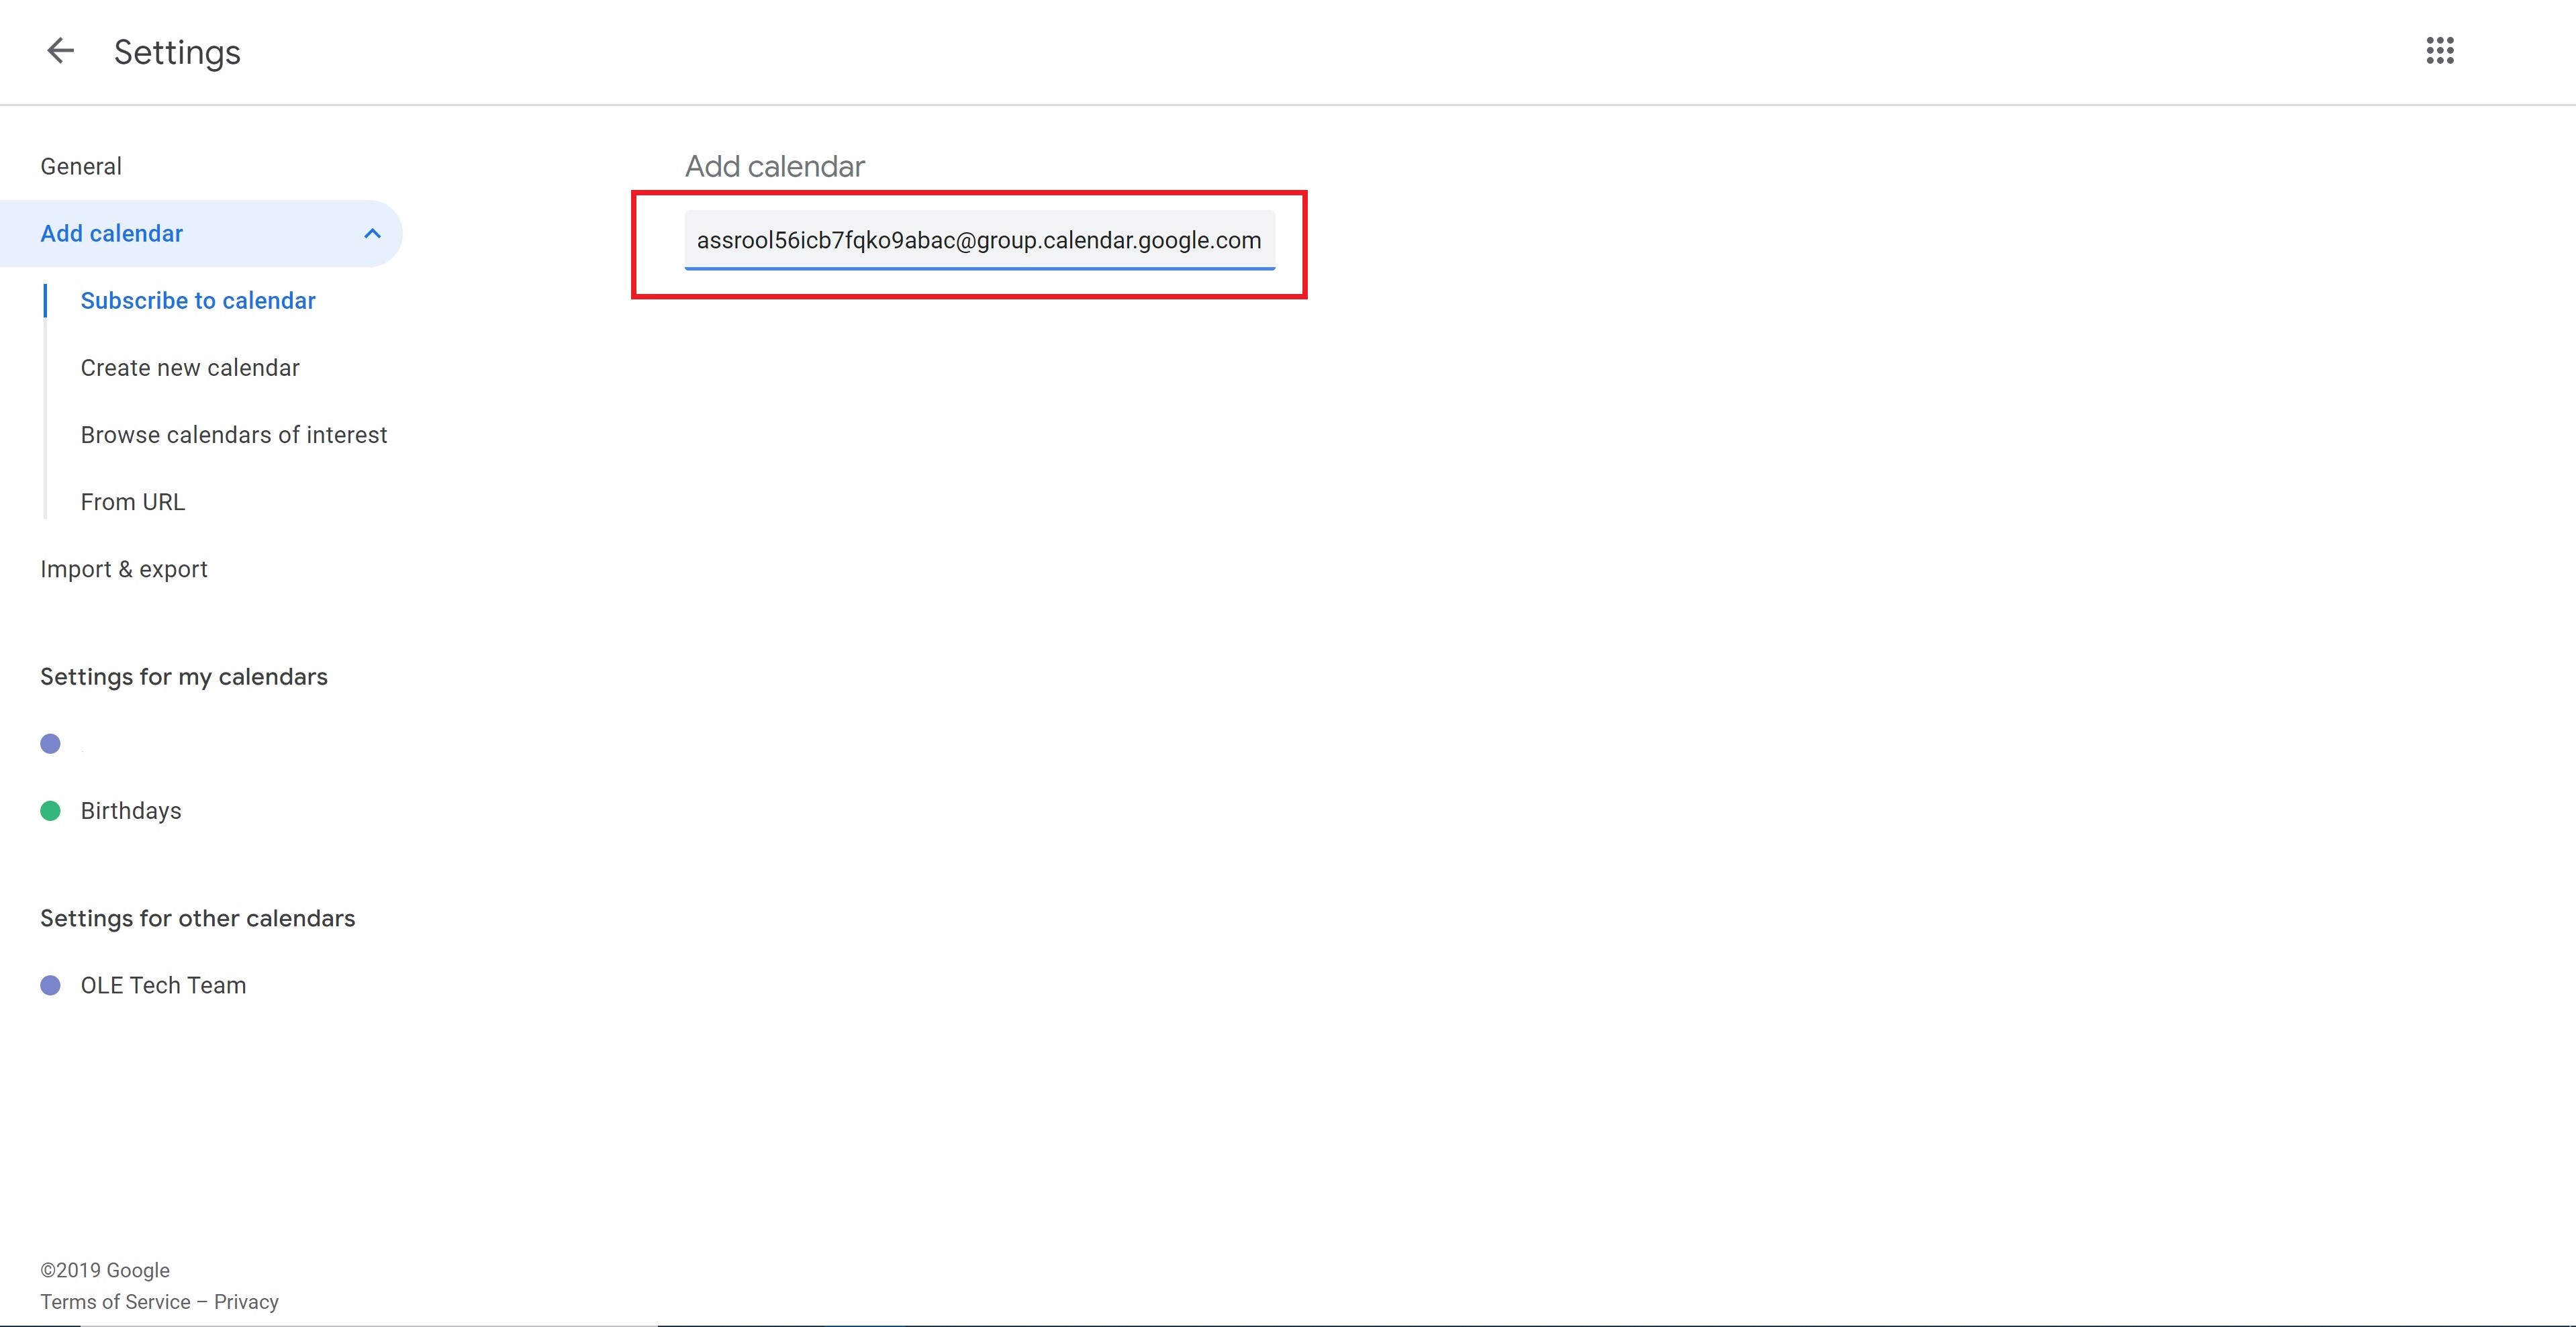 Settings
General
Add calendar
Subscribe to calendar
Create new calendar
Browse calendars of interest
From URL
Import & export
Settings for my calendars
Birthdays
Settings for other calendars
OLE Tech Team
©2019 Google
Terms of Service – Privacy
Add calendar
assrool56icb7fqko9abac@group.calendar.google.com